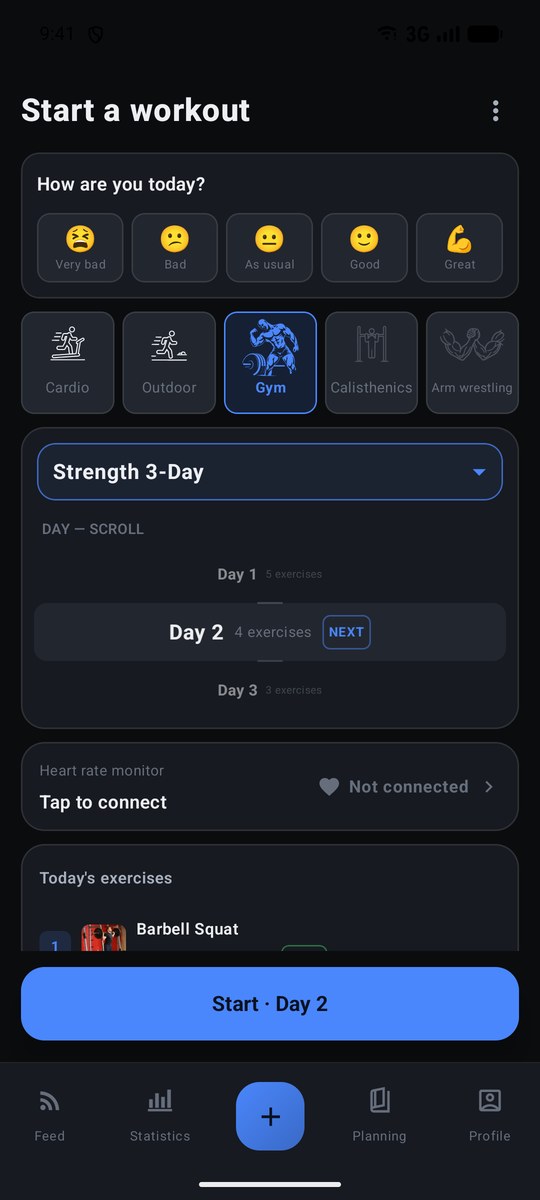 9:41
3G
Start a workout
How are you today?
Very bad
Bad
As usual
Good
Great
Cardio
Outdoor
Gym
Calisthenics
Arm wrestling
Strength 3-Day
DAY — SCROLL
Day 1 5 exercises
Day 2 4 exercises NEXT
Day 3 3 exercises
Heart rate monitor
Tap to connect
Not connected
Today's exercises
1
Barbell Squat
Start · Day 2
Feed
Statistics
Planning
Profile